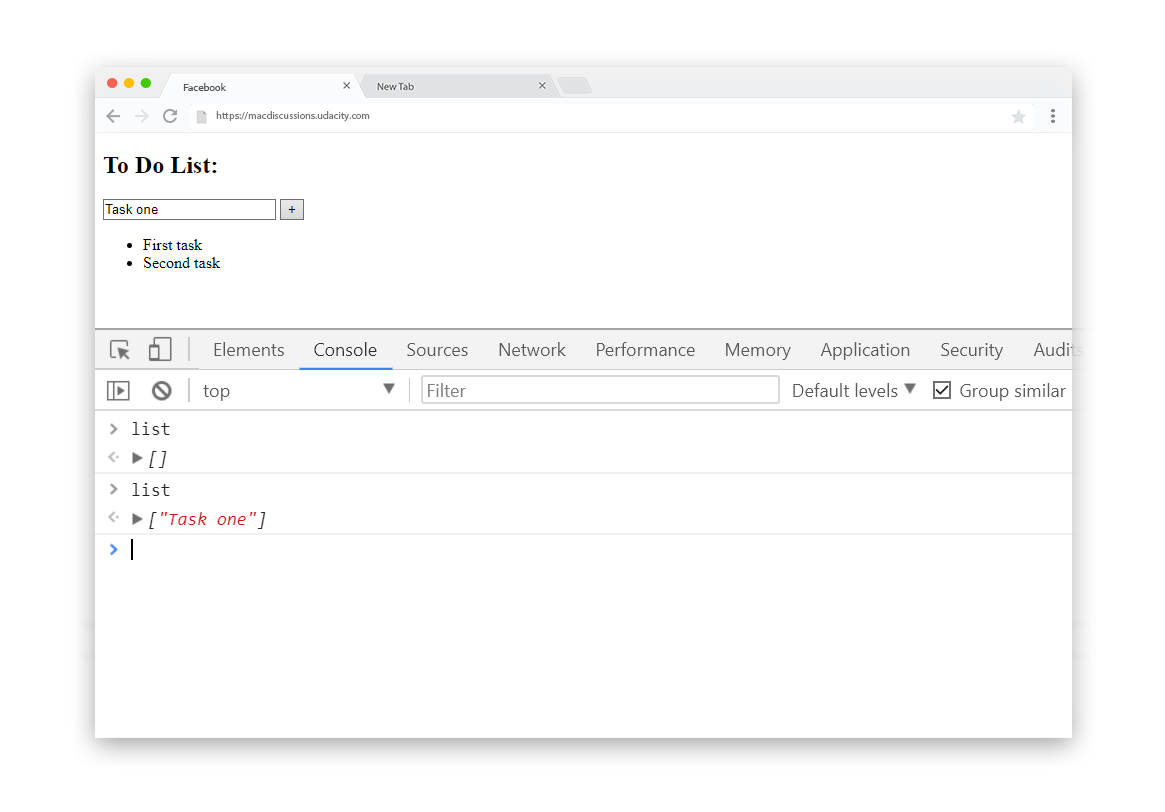 Facebook New Tab
https://macdiscussions.udacity.com
To Do List:
Task one +
First task
Second task
Elements Console Sources Network Performance Memory Application Security Audits
top Filter Default levels Group similar
list
[]
list
["Task one"]